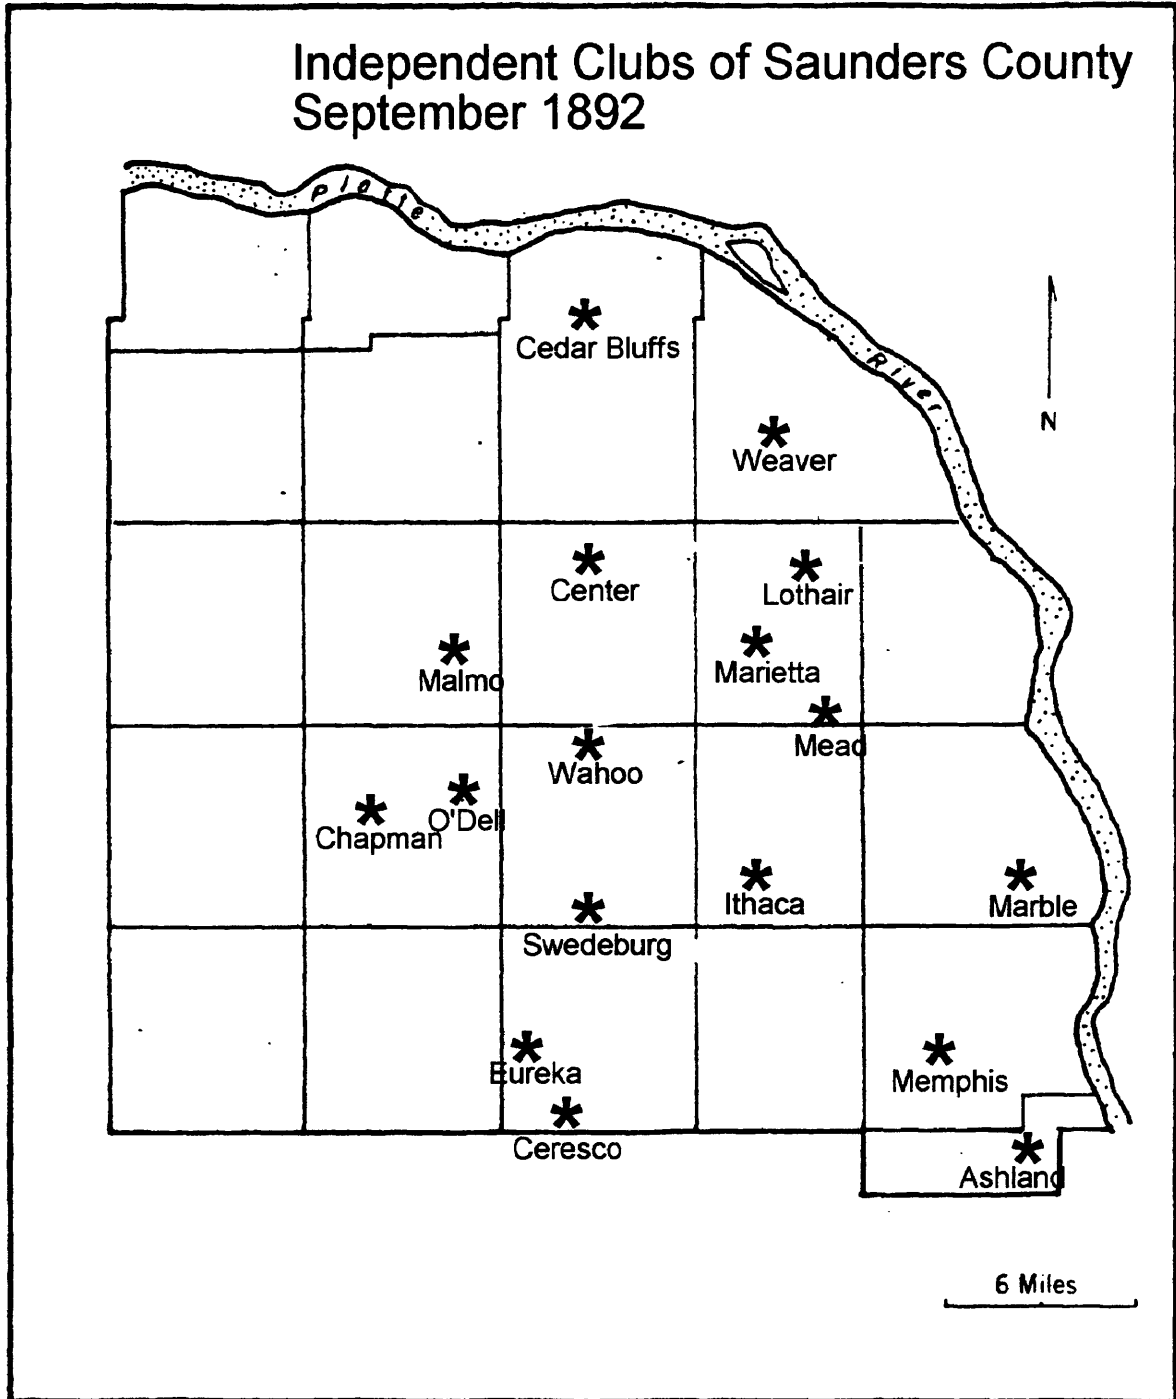 Independent Clubs of Saunders County
September 1892
Platte
River
N
Cedar Bluffs
Weaver
Center
Lothair
Marietta
Malmo
Mead
Wahoo
O'Dell
Chapman
Ithaca
Marble
Swedeburg
Eureka
Memphis
Ceresco
Ashland
6 Miles